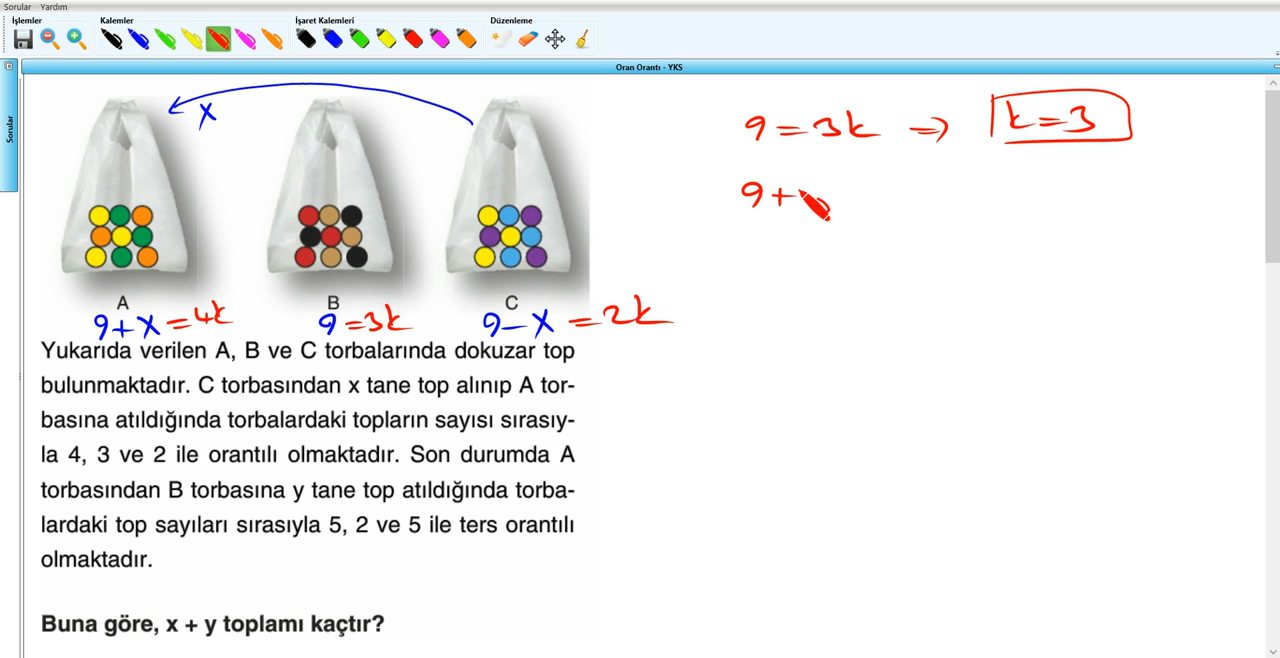 Sorular Yardım
İşlemler Kalemler İşaret Kalemleri Düzenleme
Oran Orantı - YKS
Sorular
x
9 = 3k ⇒ k=3
9+
A B C
9+x =4k 9 =3k 9-x =2k
Yukarıda verilen A, B ve C torbalarında dokuzar top
bulunmaktadır. C torbasından x tane top alınıp A tor-
basına atıldığında torbalardaki topların sayısı sırasıy-
la 4, 3 ve 2 ile orantılı olmaktadır. Son durumda A
torbasından B torbasına y tane top atıldığında torba-
lardaki top sayıları sırasıyla 5, 2 ve 5 ile ters orantılı
olmaktadır.
Buna göre, x + y toplamı kaçtır?